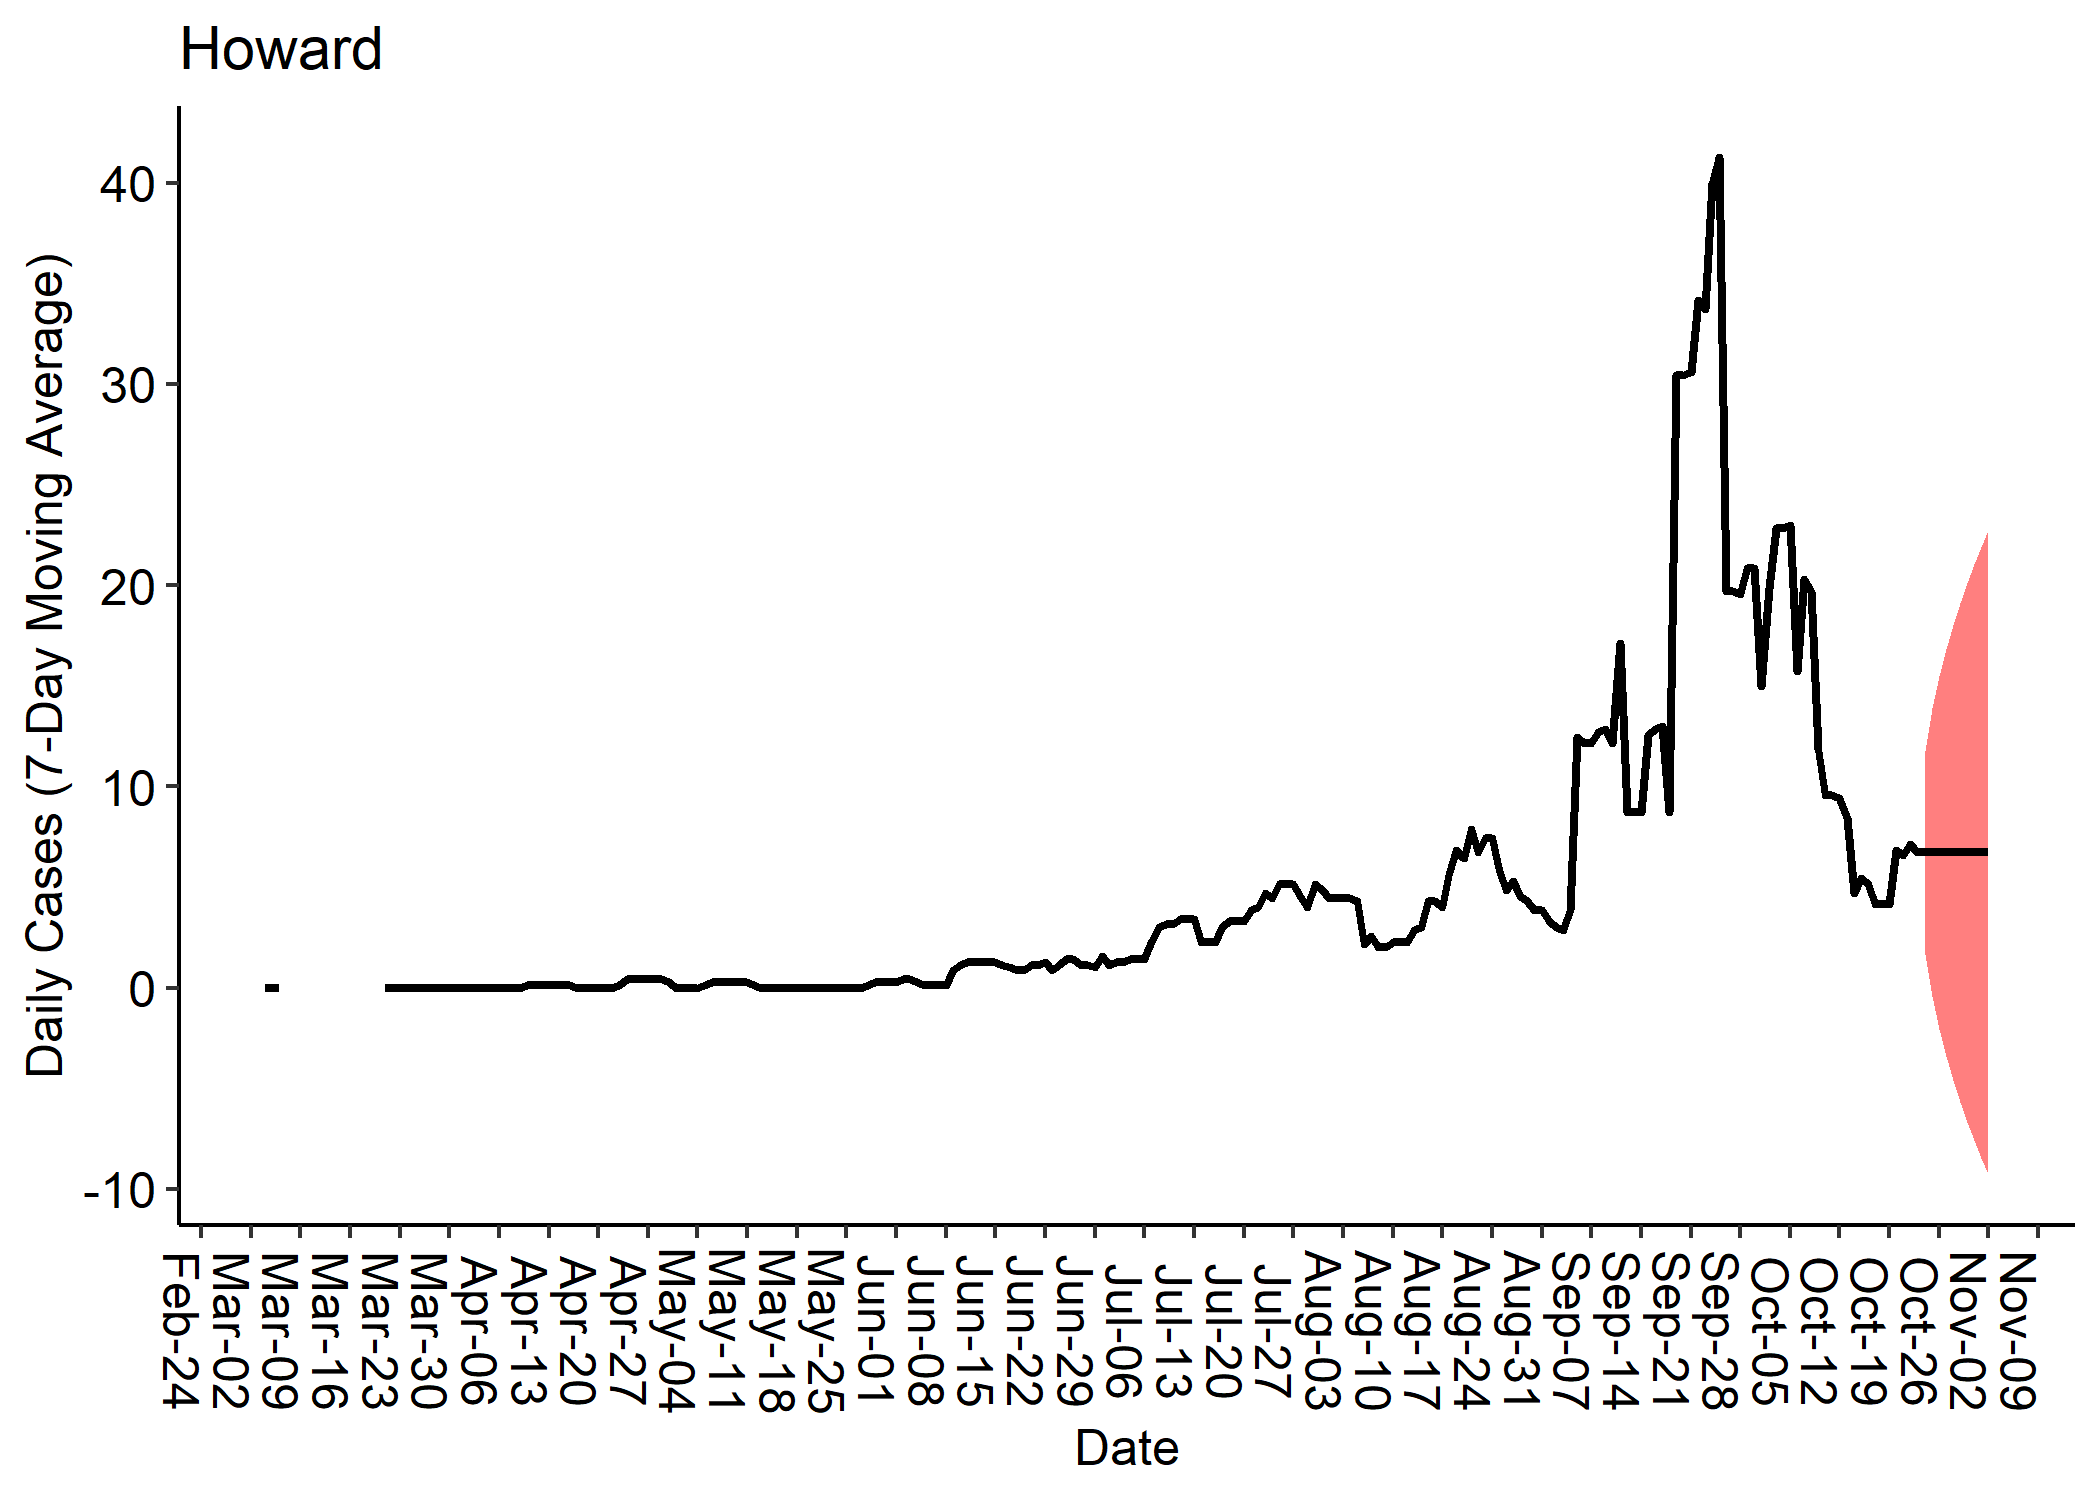 Howard
Daily Cases (7-Day Moving Average)
40
30
20
10
0
-10
Feb-24
Mar-02
Mar-09
Mar-16
Mar-23
Mar-30
Apr-06
Apr-13
Apr-20
Apr-27
May-04
May-11
May-18
May-25
Jun-01
Jun-08
Jun-15
Jun-22
Jun-29
Jul-06
Jul-13
Jul-20
Jul-27
Aug-03
Aug-10
Aug-17
Aug-24
Aug-31
Sep-07
Sep-14
Sep-21
Sep-28
Oct-05
Oct-12
Oct-19
Oct-26
Nov-02
Nov-09
Date